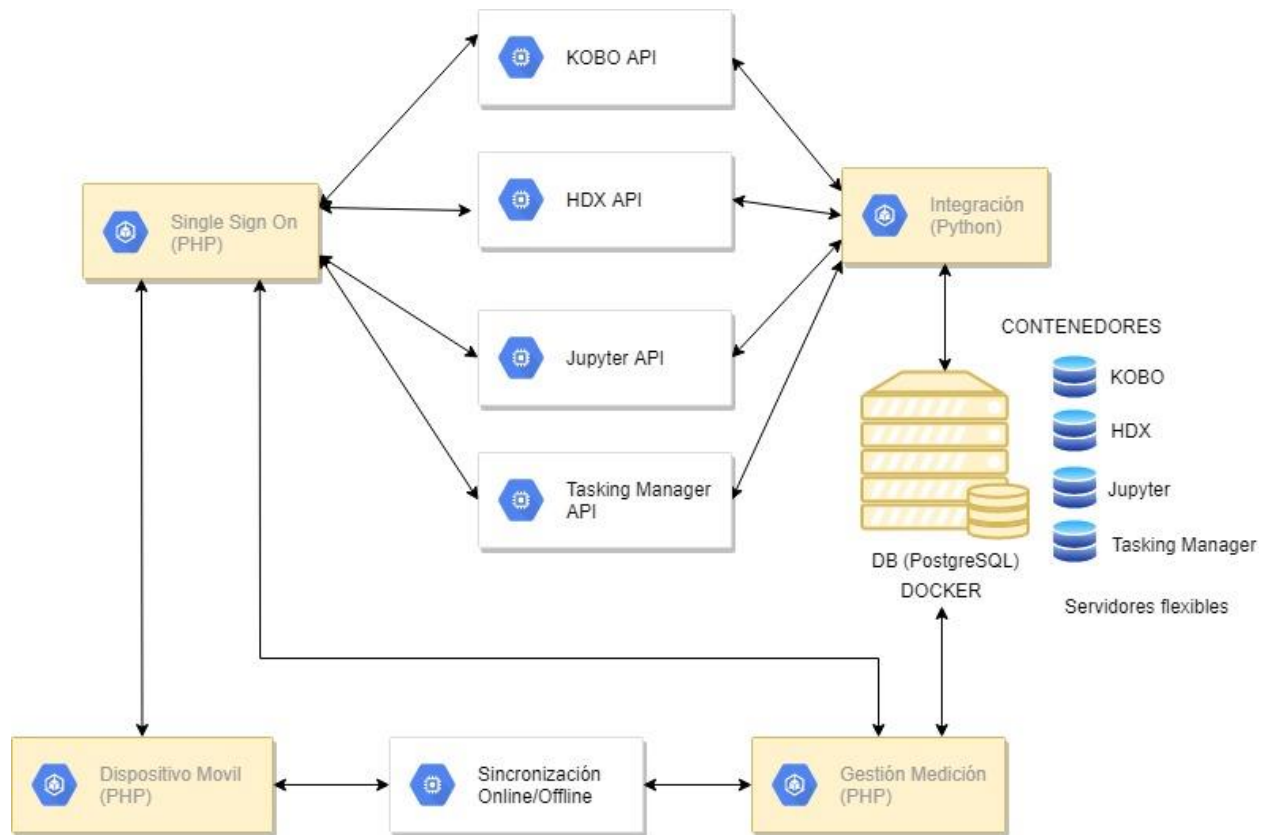 KOBO API
HDX API
Single Sign On
(PHP)
Integración
(Python)
Jupyter API
Tasking Manager
API
CONTENEDORES
KOBO
HDX
Jupyter
Tasking Manager
DB (PostgreSQL)
DOCKER
Servidores flexibles
Dispositivo Movil
(PHP)
Sincronización
Online/Offline
Gestión Medición
(PHP)